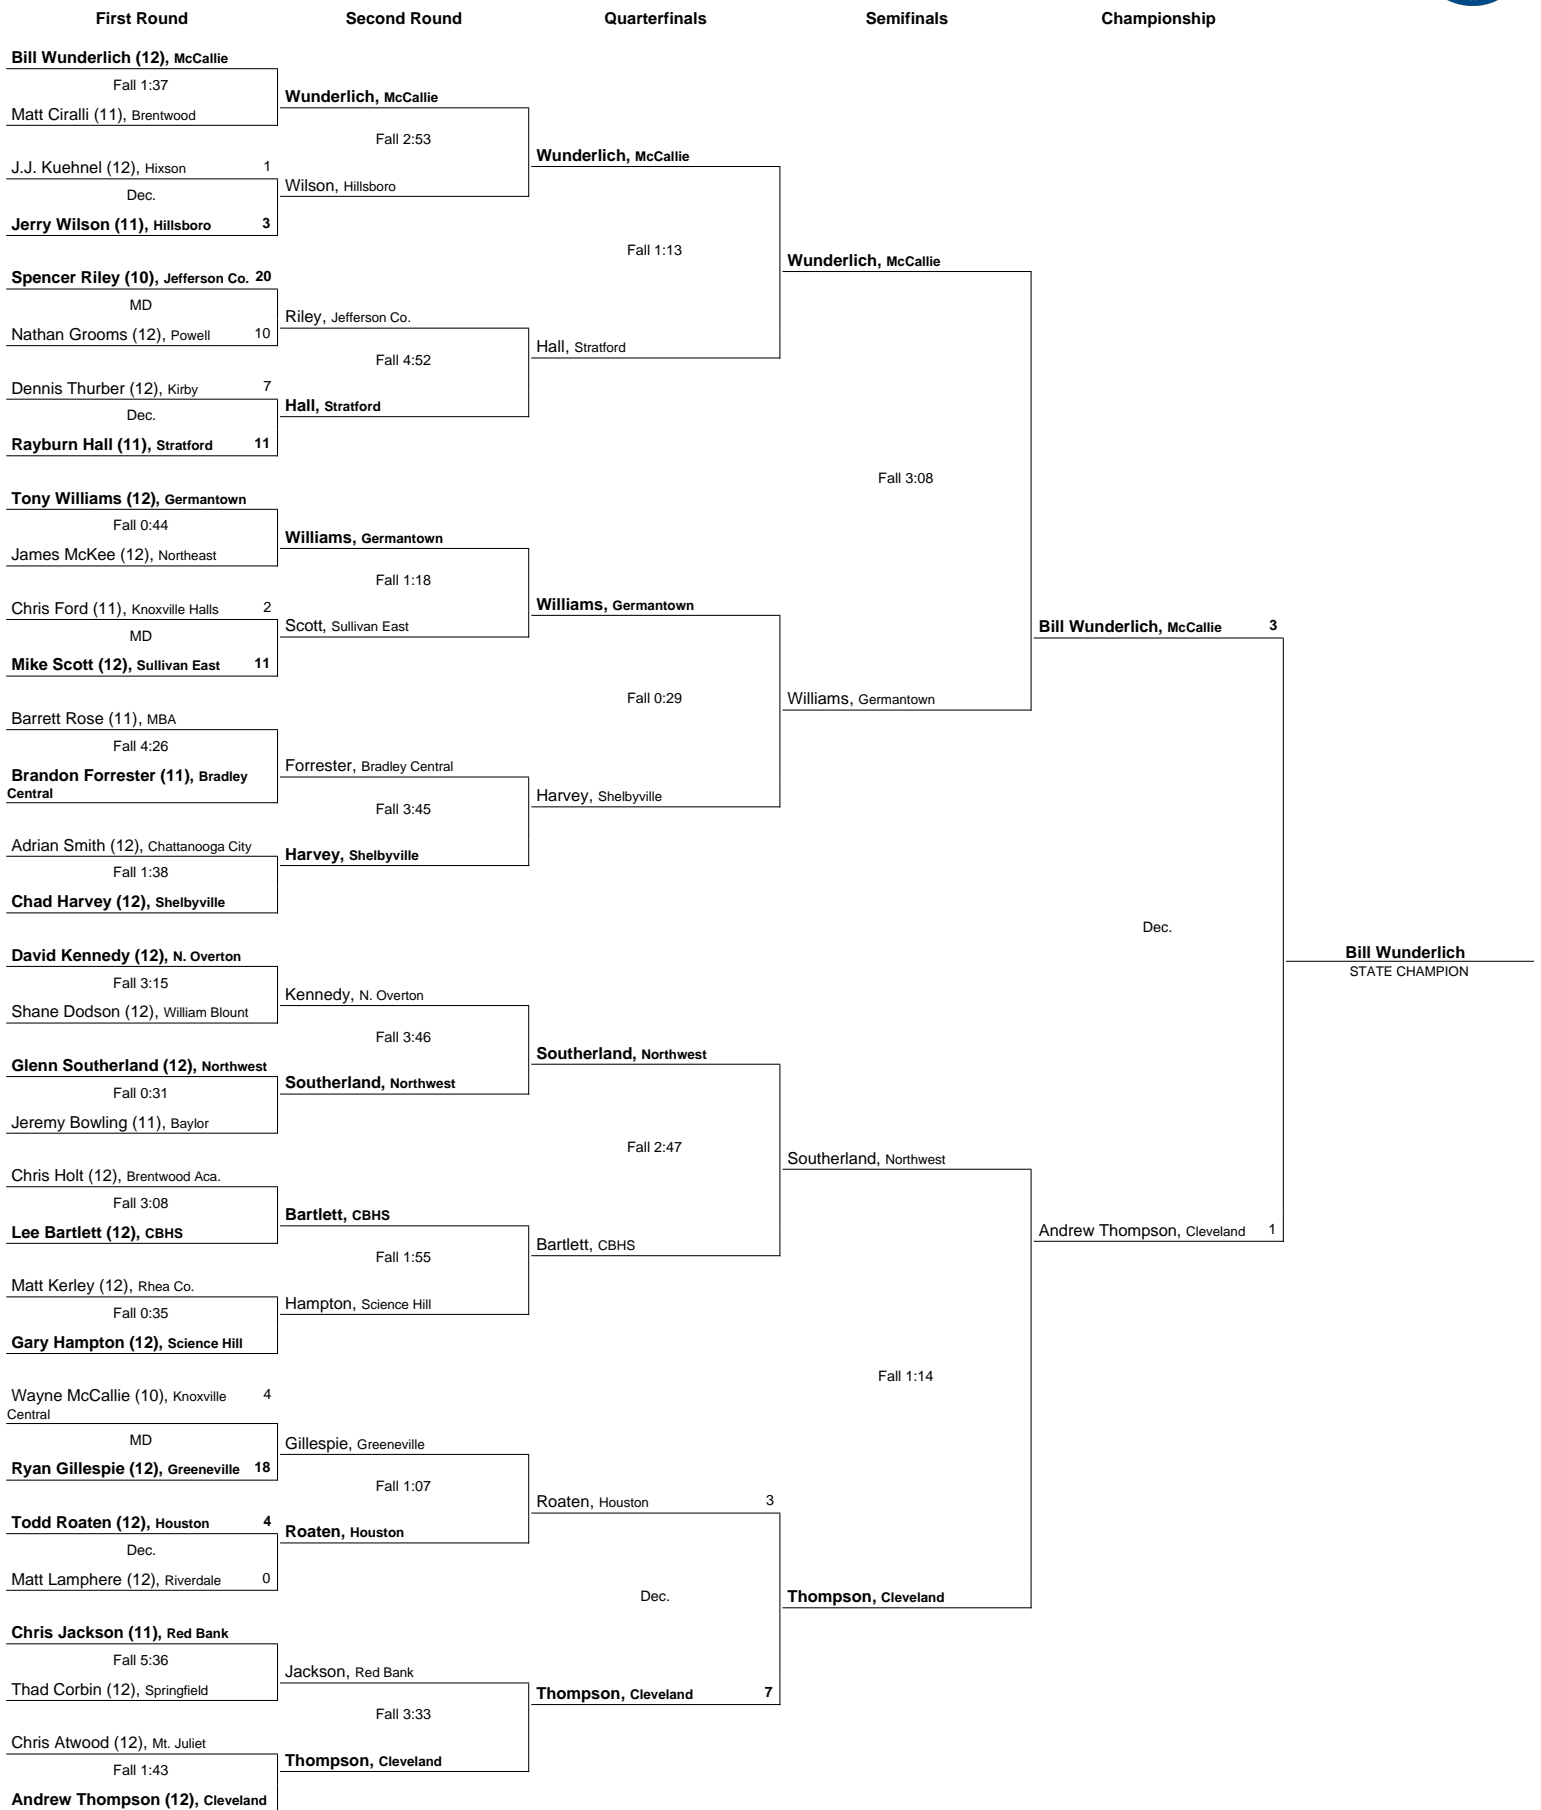 First Round Second Round Quarterfinals Semifinals Championship
Bill Wunderlich (12), McCallie
Fall 1:37
Matt Ciralli (11), Brentwood
J.J. Kuehnel (12), Hixson 1
Dec.
Jerry Wilson (11), Hillsboro 3
Spencer Riley (10), Jefferson Co. 20
MD
Nathan Grooms (12), Powell 10
Dennis Thurber (12), Kirby 7
Dec.
Rayburn Hall (11), Stratford 11
Tony Williams (12), Germantown
Fall 0:44
James McKee (12), Northeast
Chris Ford (11), Knoxville Halls 2
MD
Mike Scott (12), Sullivan East 11
Barrett Rose (11), MBA
Fall 4:26
Brandon Forrester (11), Bradley
Central
Adrian Smith (12), Chattanooga City
Fall 1:38
Chad Harvey (12), Shelbyville
David Kennedy (12), N. Overton
Fall 3:15
Shane Dodson (12), William Blount
Glenn Southerland (12), Northwest
Fall 0:31
Jeremy Bowling (11), Baylor
Chris Holt (12), Brentwood Aca.
Fall 3:08
Lee Bartlett (12), CBHS
Matt Kerley (12), Rhea Co.
Fall 0:35
Gary Hampton (12), Science Hill
Wayne McCallie (10), Knoxville 4
Central
MD
Ryan Gillespie (12), Greeneville 18
Todd Roaten (12), Houston 4
Dec.
Matt Lamphere (12), Riverdale 0
Chris Jackson (11), Red Bank
Fall 5:36
Thad Corbin (12), Springfield
Chris Atwood (12), Mt. Juliet
Fall 1:43
Andrew Thompson (12), Cleveland
Wunderlich, McCallie
Fall 2:53
Wilson, Hillsboro
Riley, Jefferson Co.
Fall 4:52
Hall, Stratford
Williams, Germantown
Fall 1:18
Scott, Sullivan East
Forrester, Bradley Central
Fall 3:45
Harvey, Shelbyville
Kennedy, N. Overton
Fall 3:46
Southerland, Northwest
Bartlett, CBHS
Fall 1:55
Hampton, Science Hill
Gillespie, Greeneville
Fall 1:07
Roaten, Houston
Jackson, Red Bank
Fall 3:33
Thompson, Cleveland
Wunderlich, McCallie
Fall 1:13
Hall, Stratford
Williams, Germantown
Fall 0:29
Harvey, Shelbyville
Southerland, Northwest
Fall 2:47
Bartlett, CBHS
Roaten, Houston 3
Dec.
Thompson, Cleveland 7
Wunderlich, McCallie
Fall 3:08
Williams, Germantown
Southerland, Northwest
Fall 1:14
Thompson, Cleveland
Bill Wunderlich, McCallie 3
Dec.
Andrew Thompson, Cleveland 1
Bill Wunderlich
STATE CHAMPION